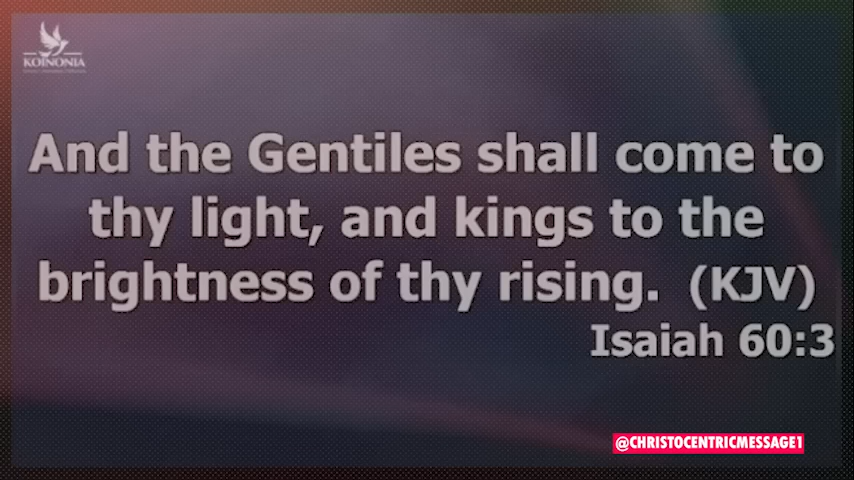 KOINONIA
And the Gentiles shall come to
thy light, and kings to the
brightness of thy rising. (KJV)
Isaiah 60:3
@CHRISTOCENTRICMESSAGE1